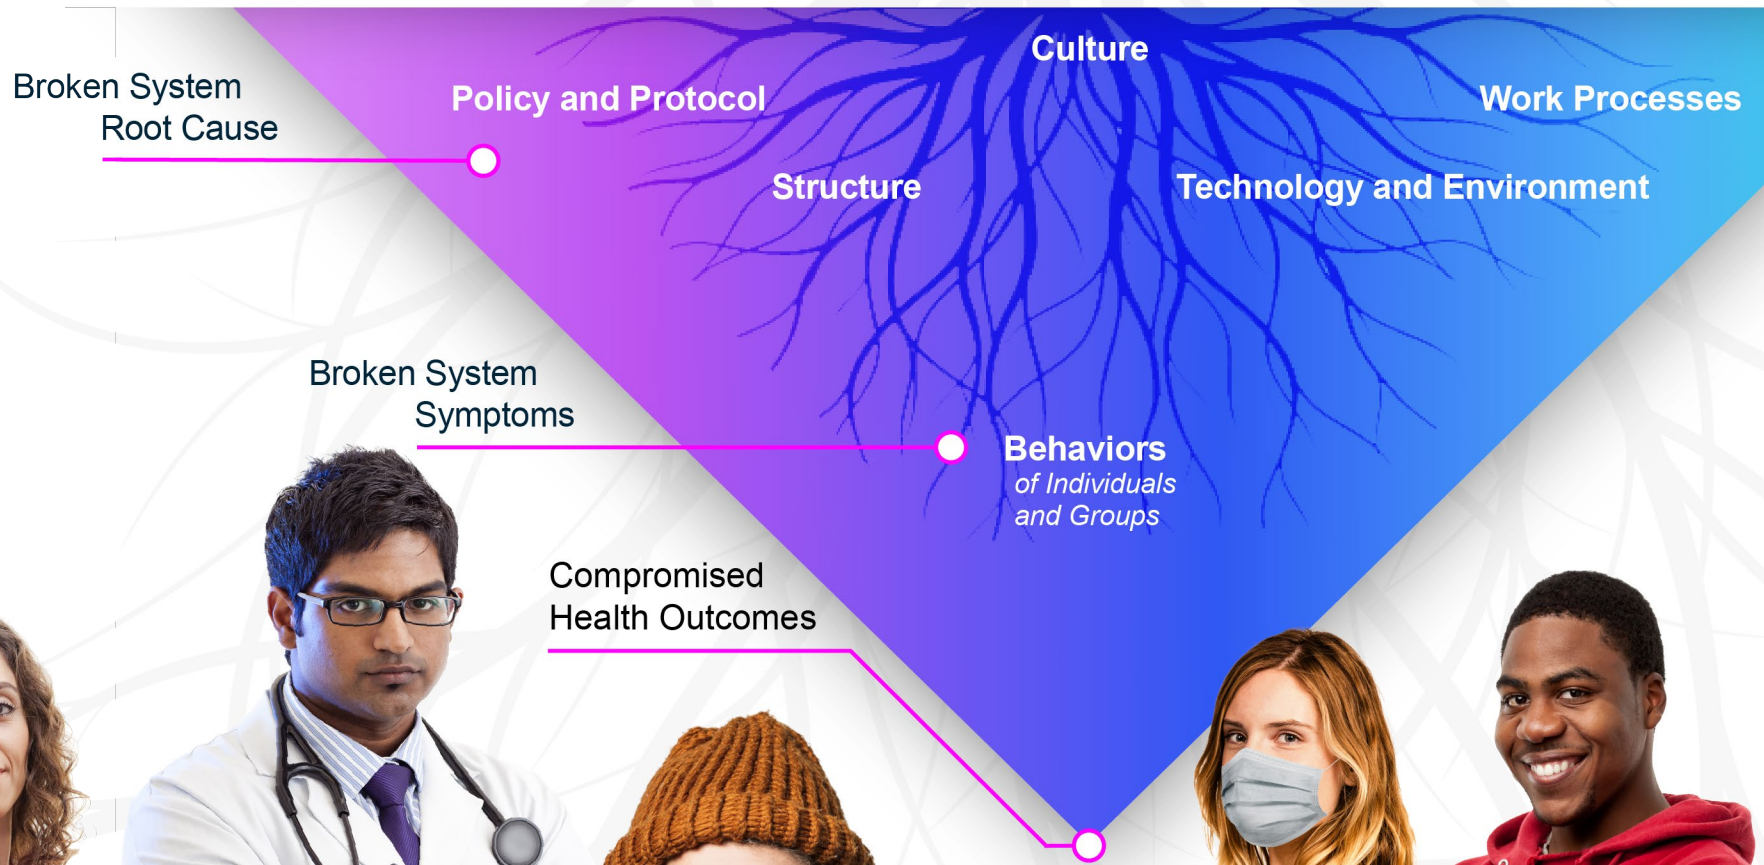 Culture
Broken System
Root Cause
Policy and Protocol
Work Processes
Structure
Technology and Environment
Broken System
Symptoms
Behaviors
of Individuals
and Groups
Compromised
Health Outcomes